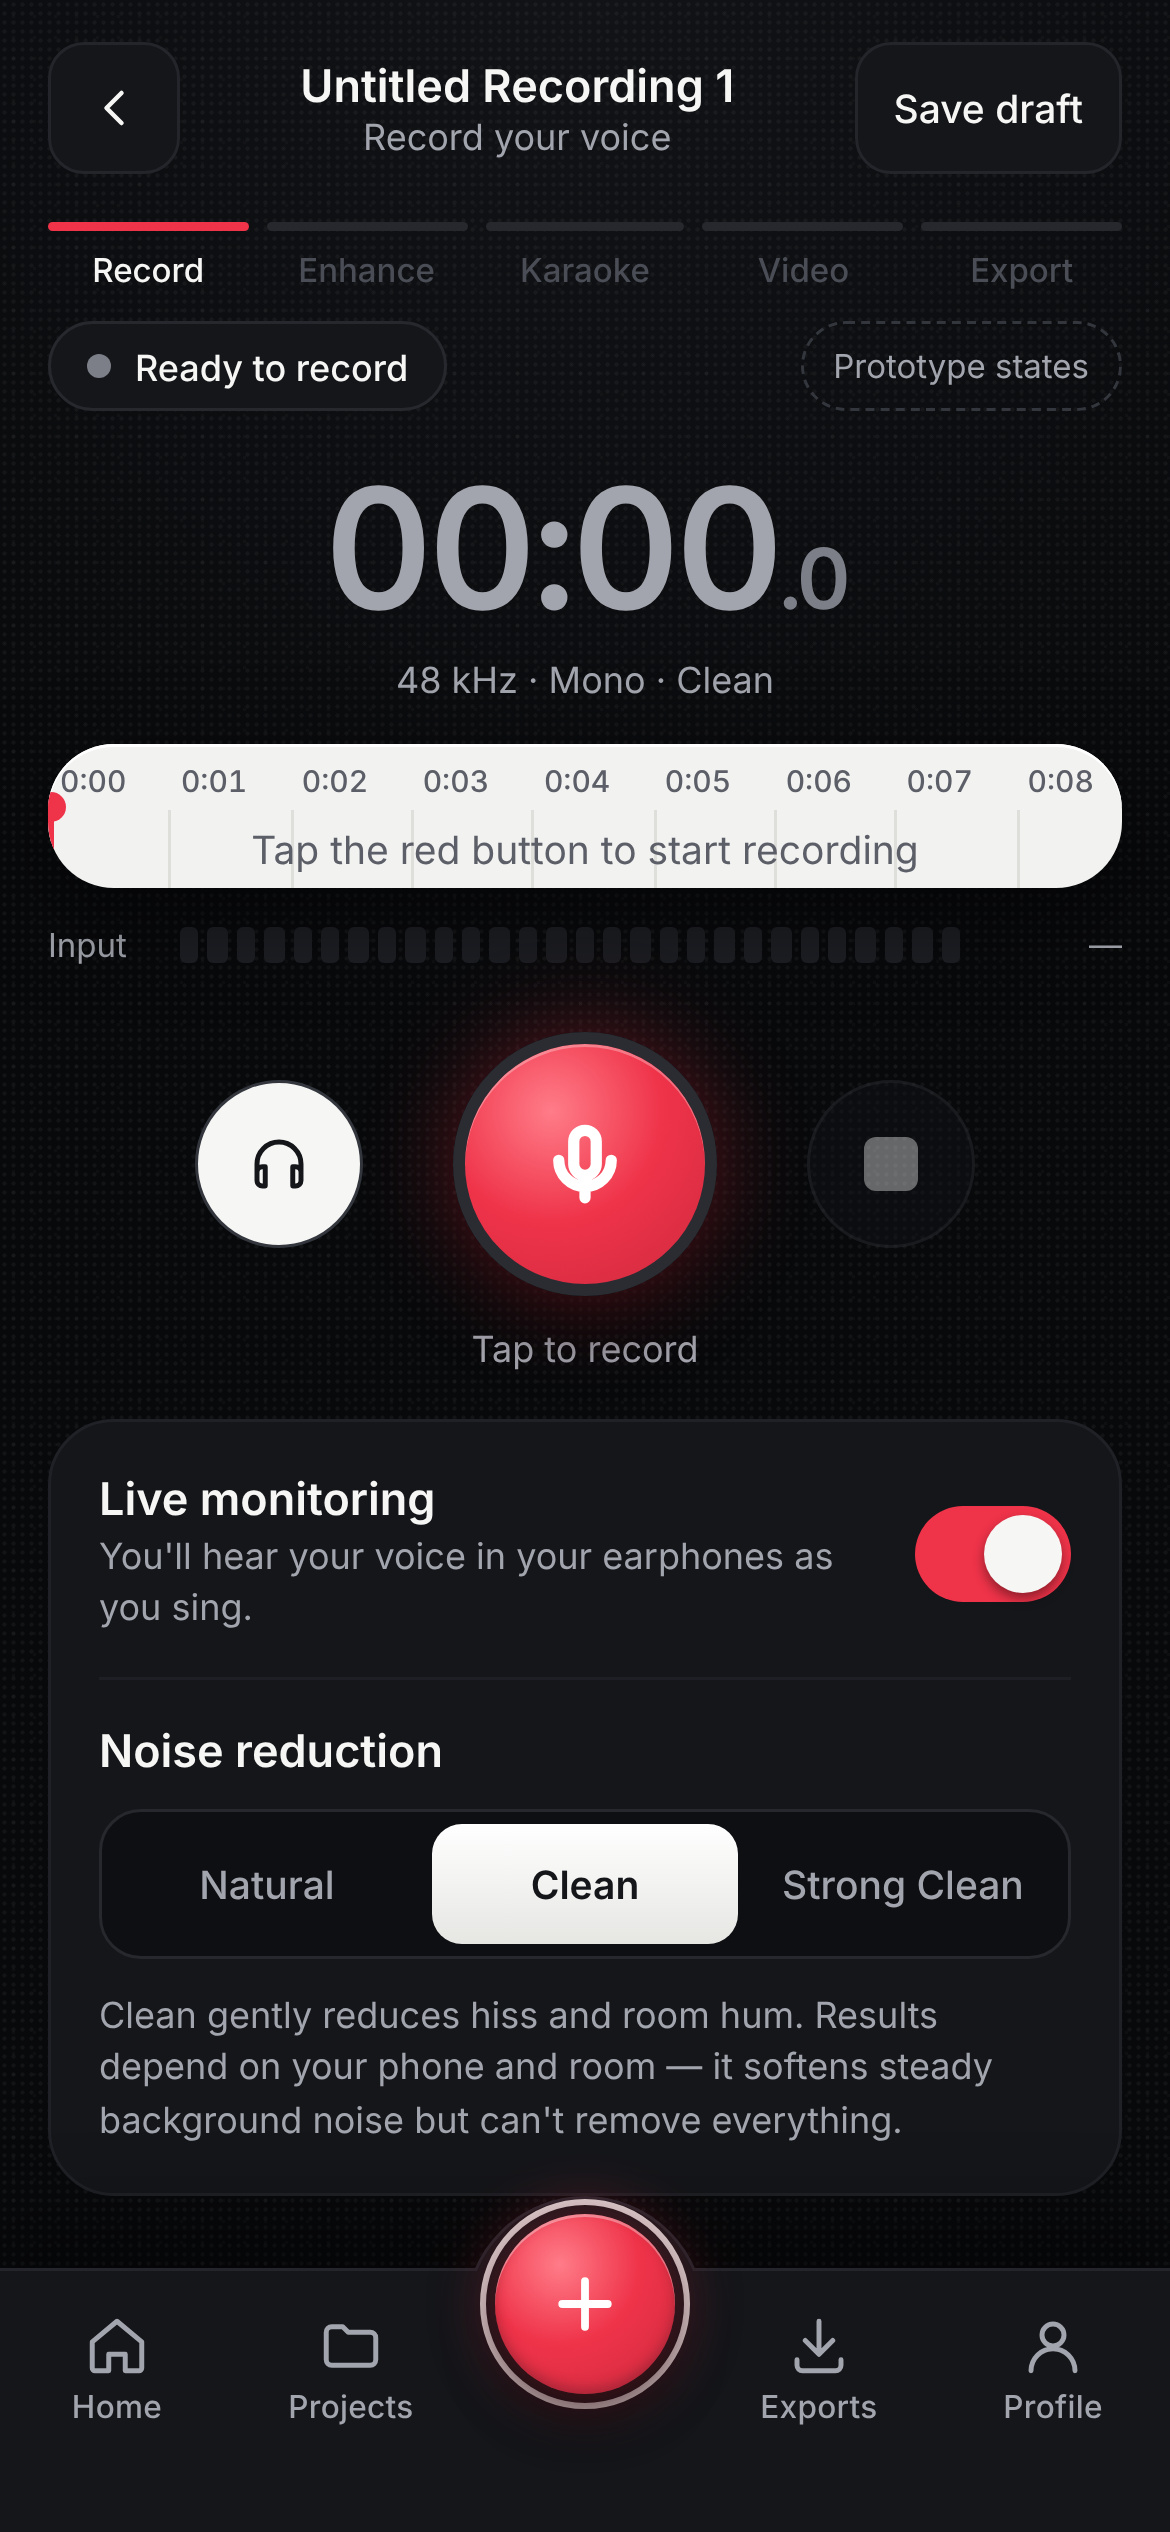 Untitled Recording 1
Record your voice
Save draft
Record
Enhance
Karaoke
Video
Export
Ready to record
Prototype states
00:00.0
48 kHz · Mono · Clean
0:00 0:01 0:02 0:03 0:04 0:05 0:06 0:07 0:08
Tap the red button to start recording
Input
—
Tap to record
Live monitoring
You'll hear your voice in your earphones as
you sing.
Noise reduction
Natural
Clean
Strong Clean
Clean gently reduces hiss and room hum. Results
depend on your phone and room — it softens steady
background noise but can't remove everything.
Home
Projects
Exports
Profile